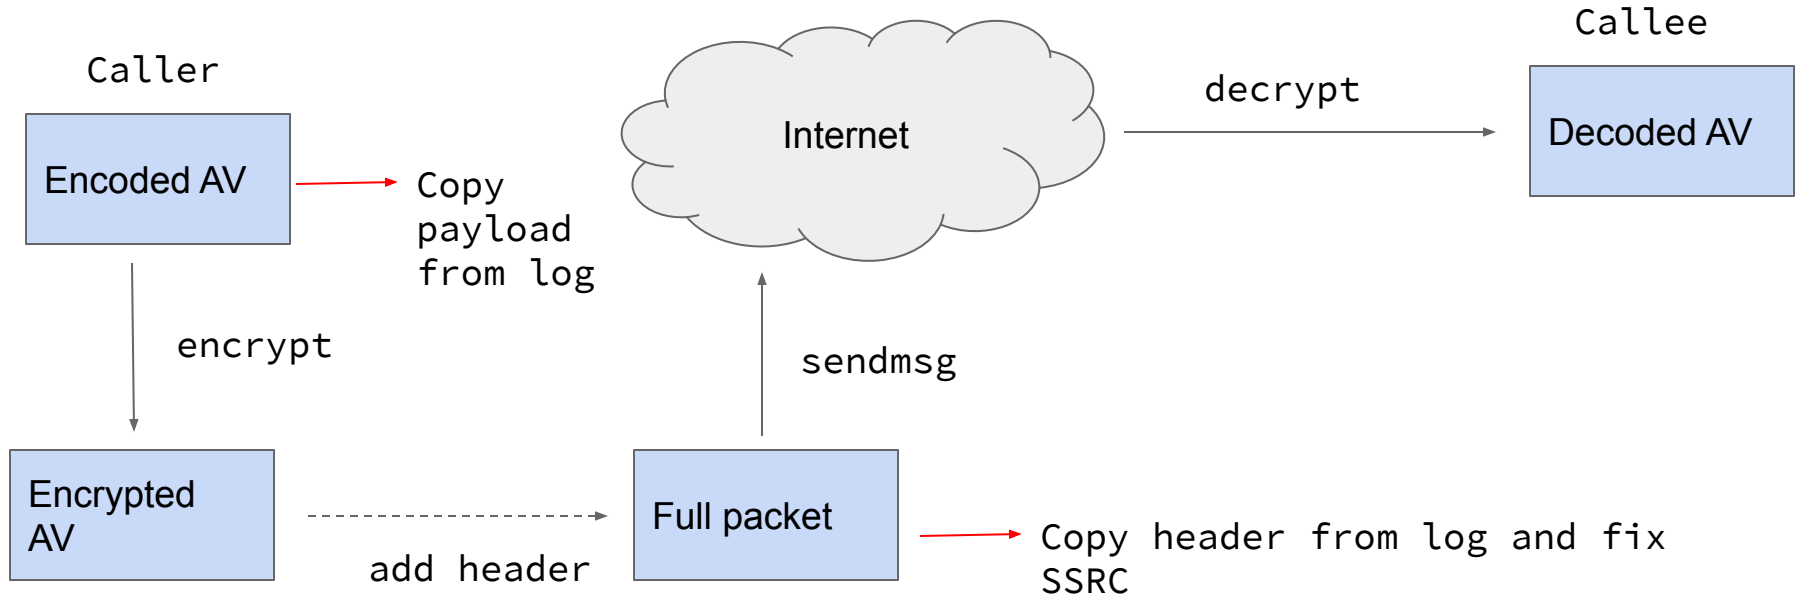 Caller
Encoded AV
Copy
payload
from log
encrypt
Encrypted
AV
add header
Full packet
Copy header from log and fix
SSRC
sendmsg
Internet
decrypt
Callee
Decoded AV